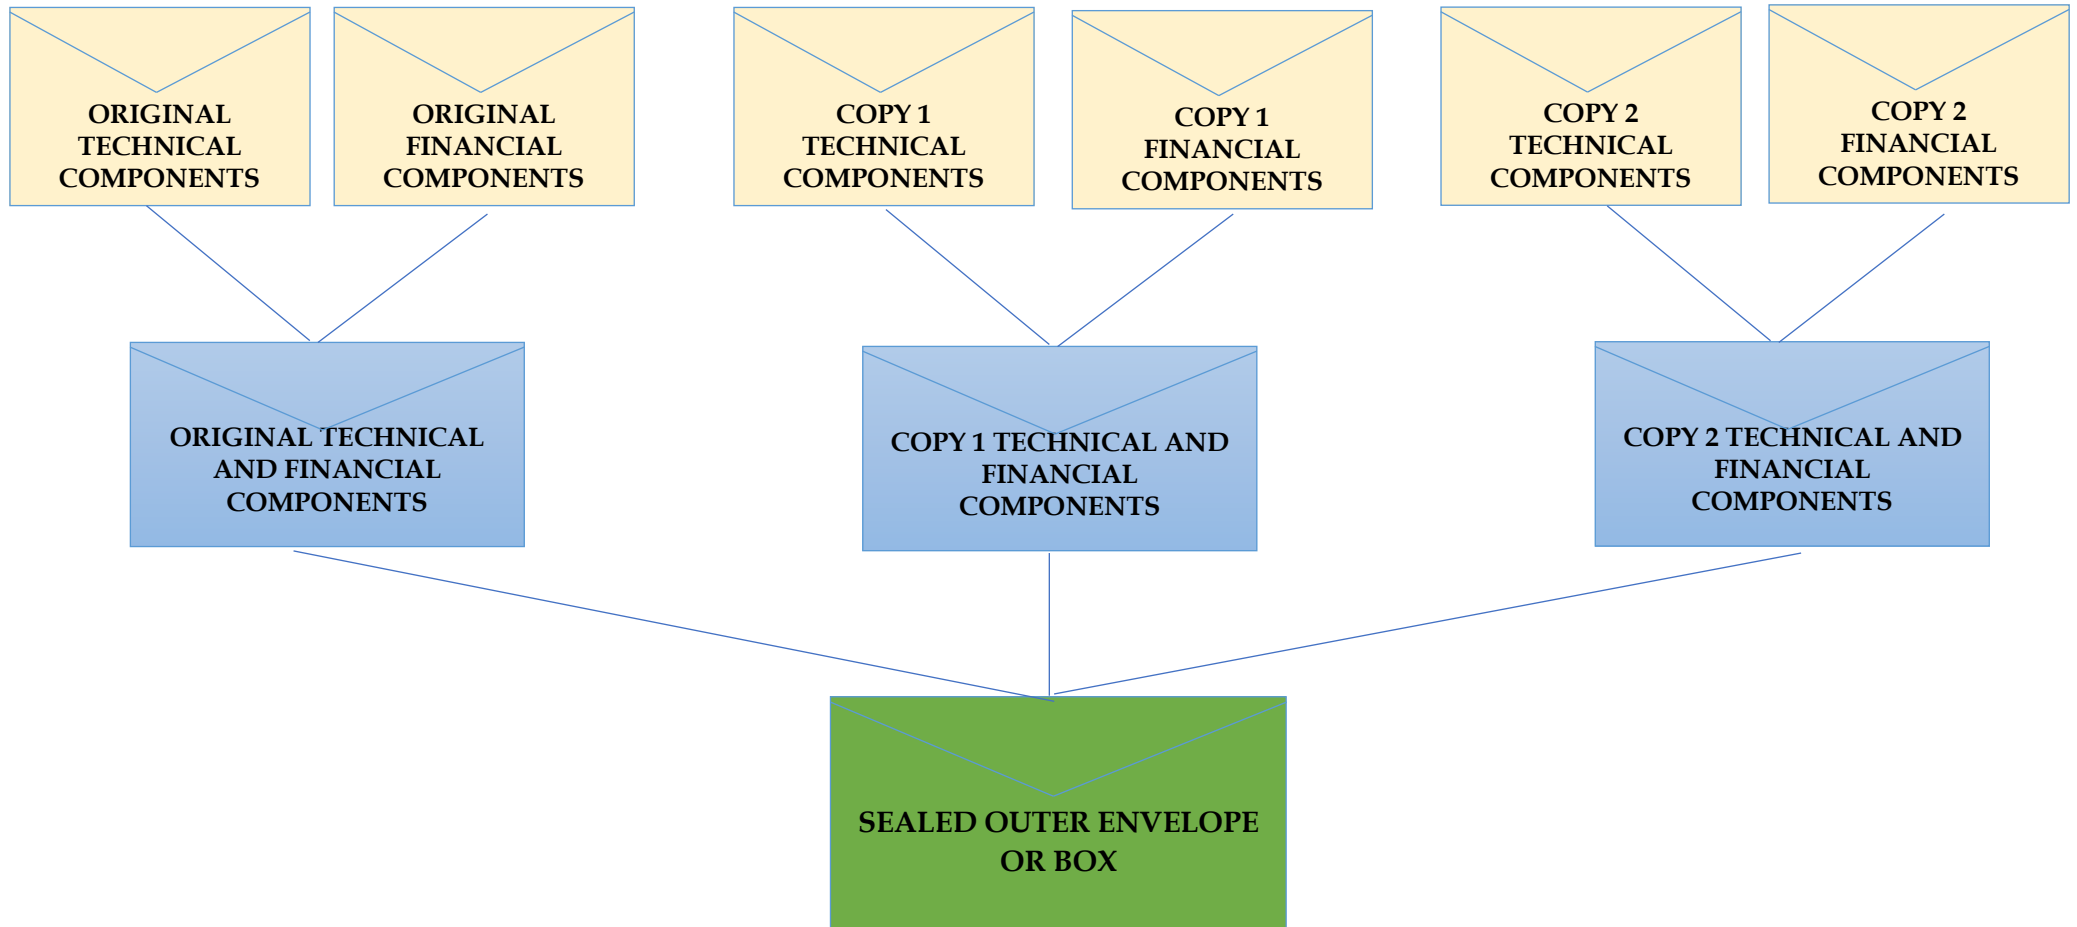 ORIGINAL
TECHNICAL
COMPONENTS
ORIGINAL
FINANCIAL
COMPONENTS
COPY 1
TECHNICAL
COMPONENTS
COPY 1
FINANCIAL
COMPONENTS
COPY 2
TECHNICAL
COMPONENTS
COPY 2
FINANCIAL
COMPONENTS
ORIGINAL TECHNICAL
AND FINANCIAL
COMPONENTS
COPY 1 TECHNICAL AND
FINANCIAL
COMPONENTS
COPY 2 TECHNICAL AND
FINANCIAL
COMPONENTS
SEALED OUTER ENVELOPE
OR BOX